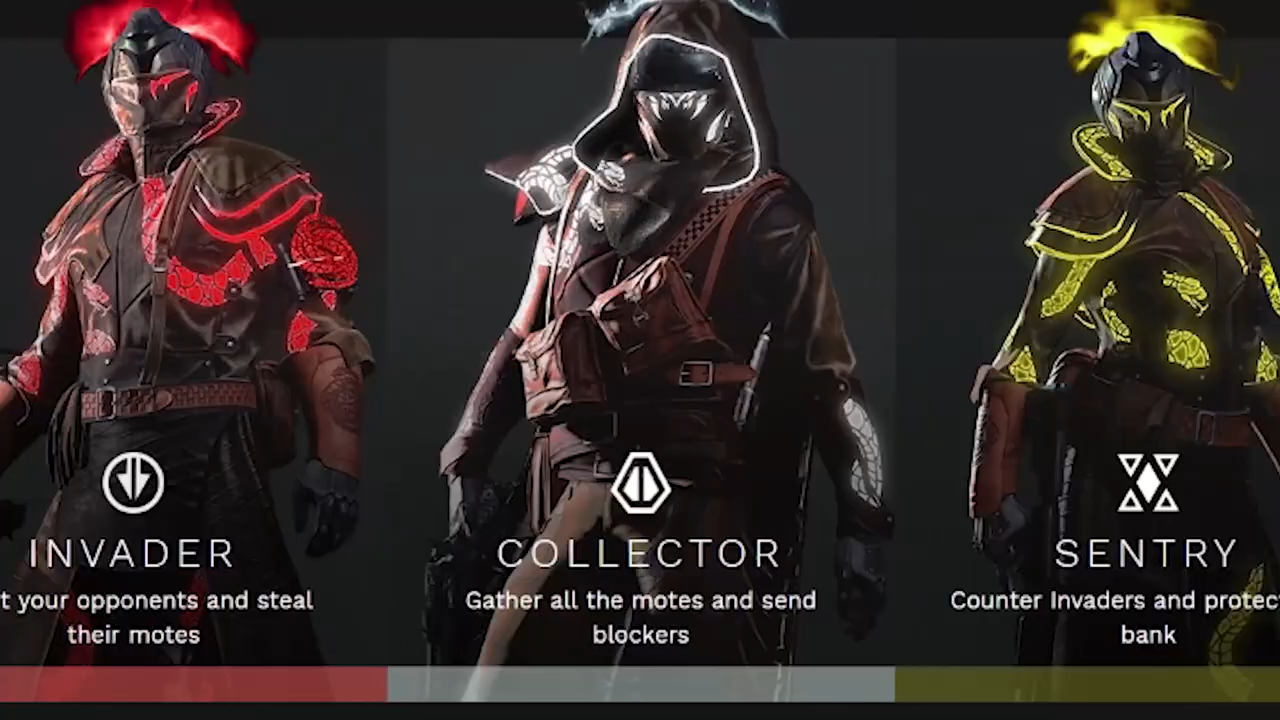 INVADER
t your opponents and steal
their motes
COLLECTOR
Gather all the motes and send
blockers
SENTRY
Counter Invaders and protect
bank